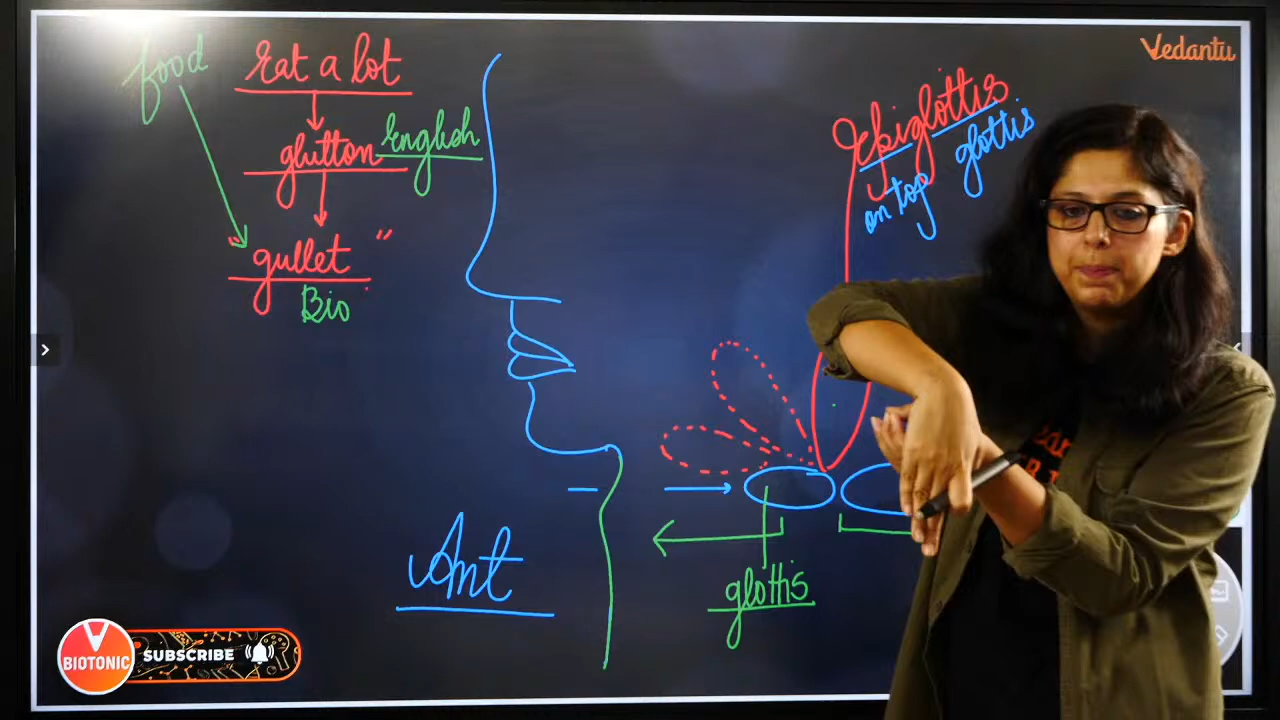 Vedantu
food
Eat a lot
glutton English
"gullet"
Bio
Epiglottis
on top glottis
Ant
glottis
BIOTONIC
SUBSCRIBE